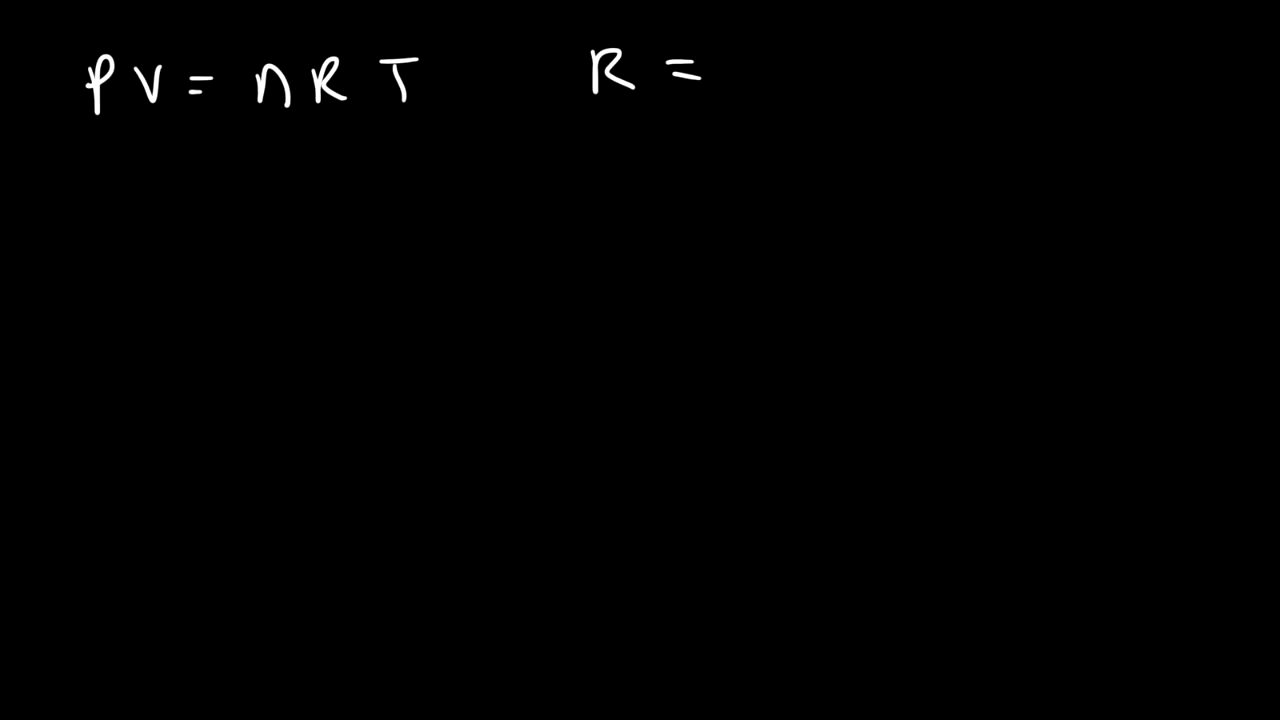 PV = nRT R =